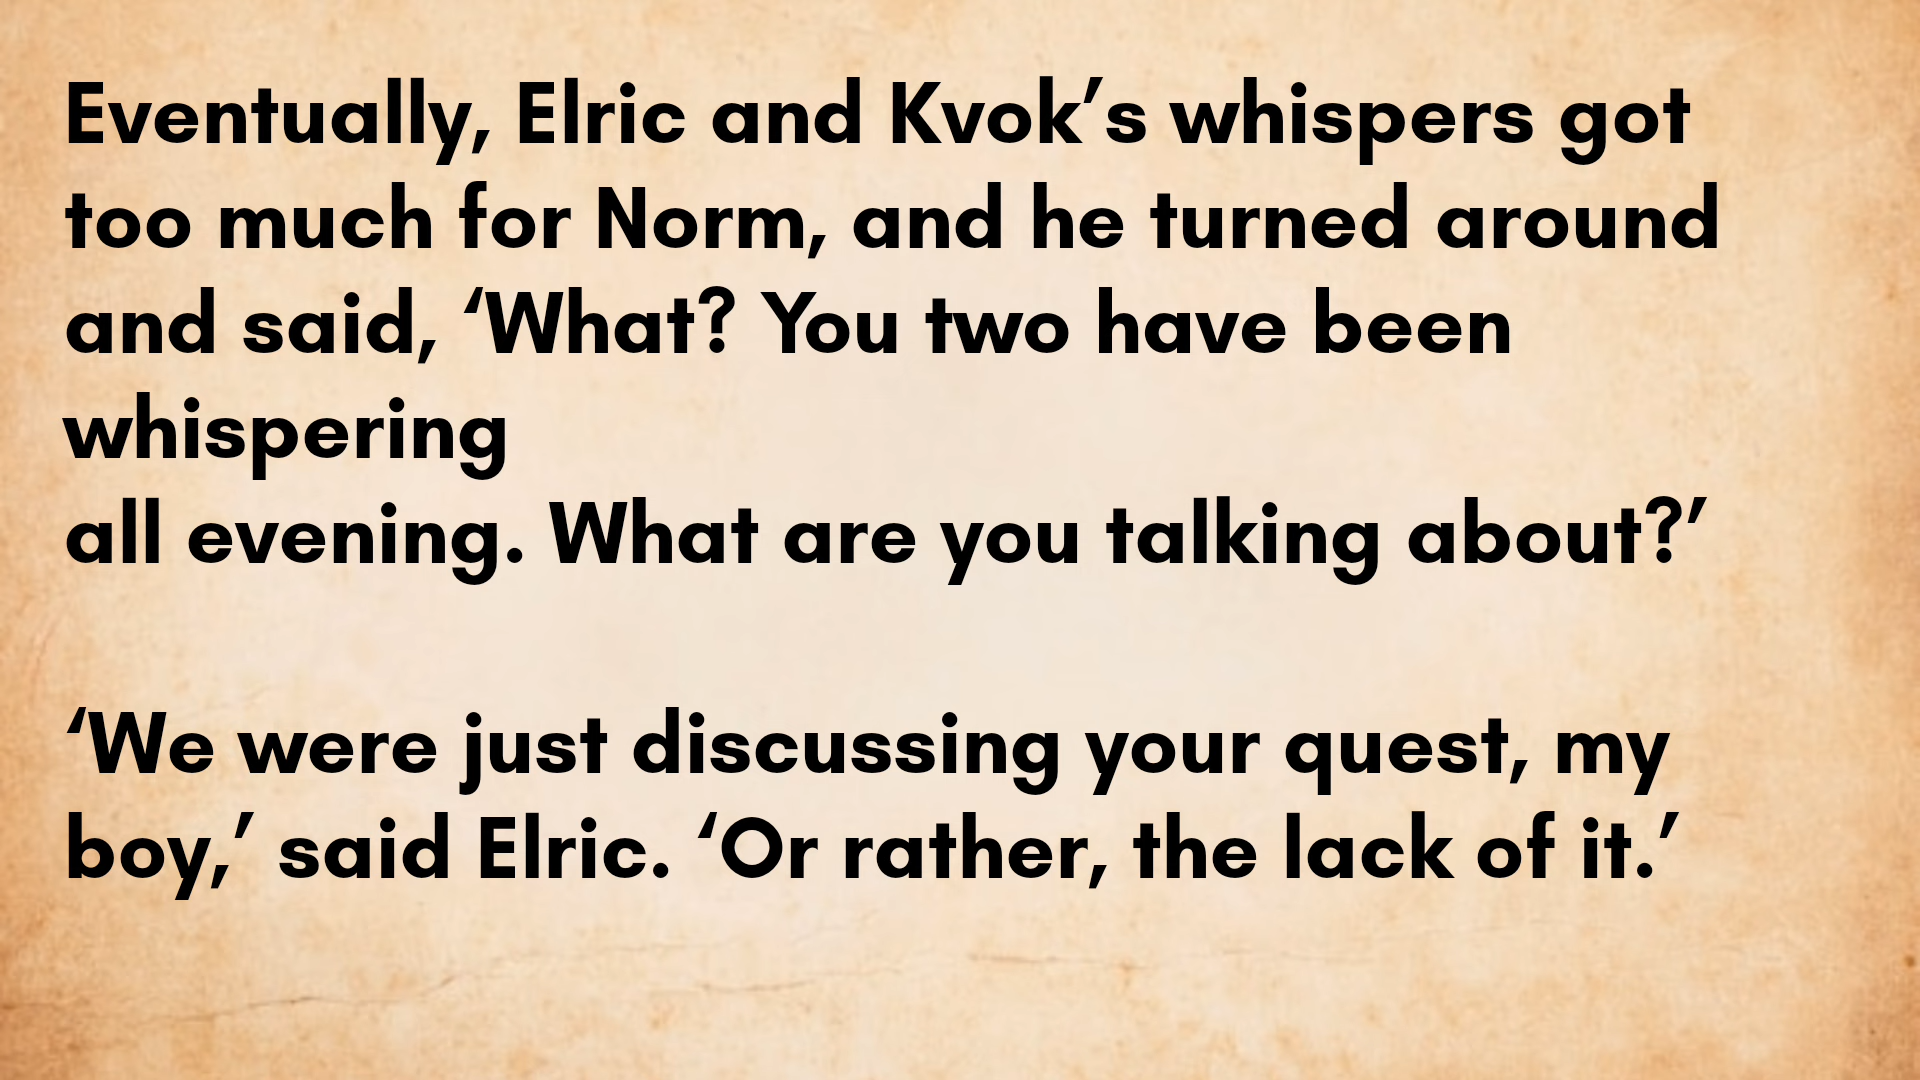 Eventually, Elric and Kvok’s whispers got
too much for Norm, and he turned around
and said, ‘What? You two have been
whispering
all evening. What are you talking about?’
‘We were just discussing your quest, my
boy,’ said Elric. ‘Or rather, the lack of it.’